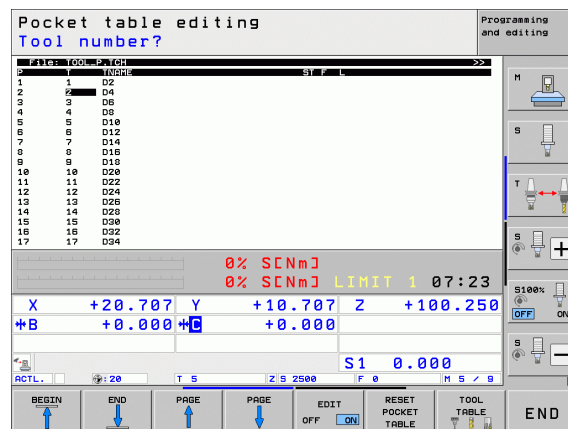 Pocket table editing
Tool number?
Programming
and editing
File: TOOL_P.TCH >>
P T TNAME ST F L
1 1 D2
2 2 D4
3 3 D6
4 4 D8
5 5 D10
6 6 D12
7 7 D14
8 8 D16
9 9 D18
10 10 D20
11 11 D22
12 12 D24
13 13 D26
14 14 D28
15 15 D30
16 16 D32
17 17 D34
M
S
T
S
S100%
OFF ON
S
0% S[Nm]
0% S[Nm] LIMIT 1 07:23
X +20.707 Y +10.707 Z +100.250
B +0.000 C +0.000
S1 0.000
ACTL. : 20 T 5 Z S 2500 F 0 M 5 / 9
BEGIN
END
PAGE
PAGE
EDIT
OFF ON
RESET
POCKET
TABLE
TOOL
TABLE
END